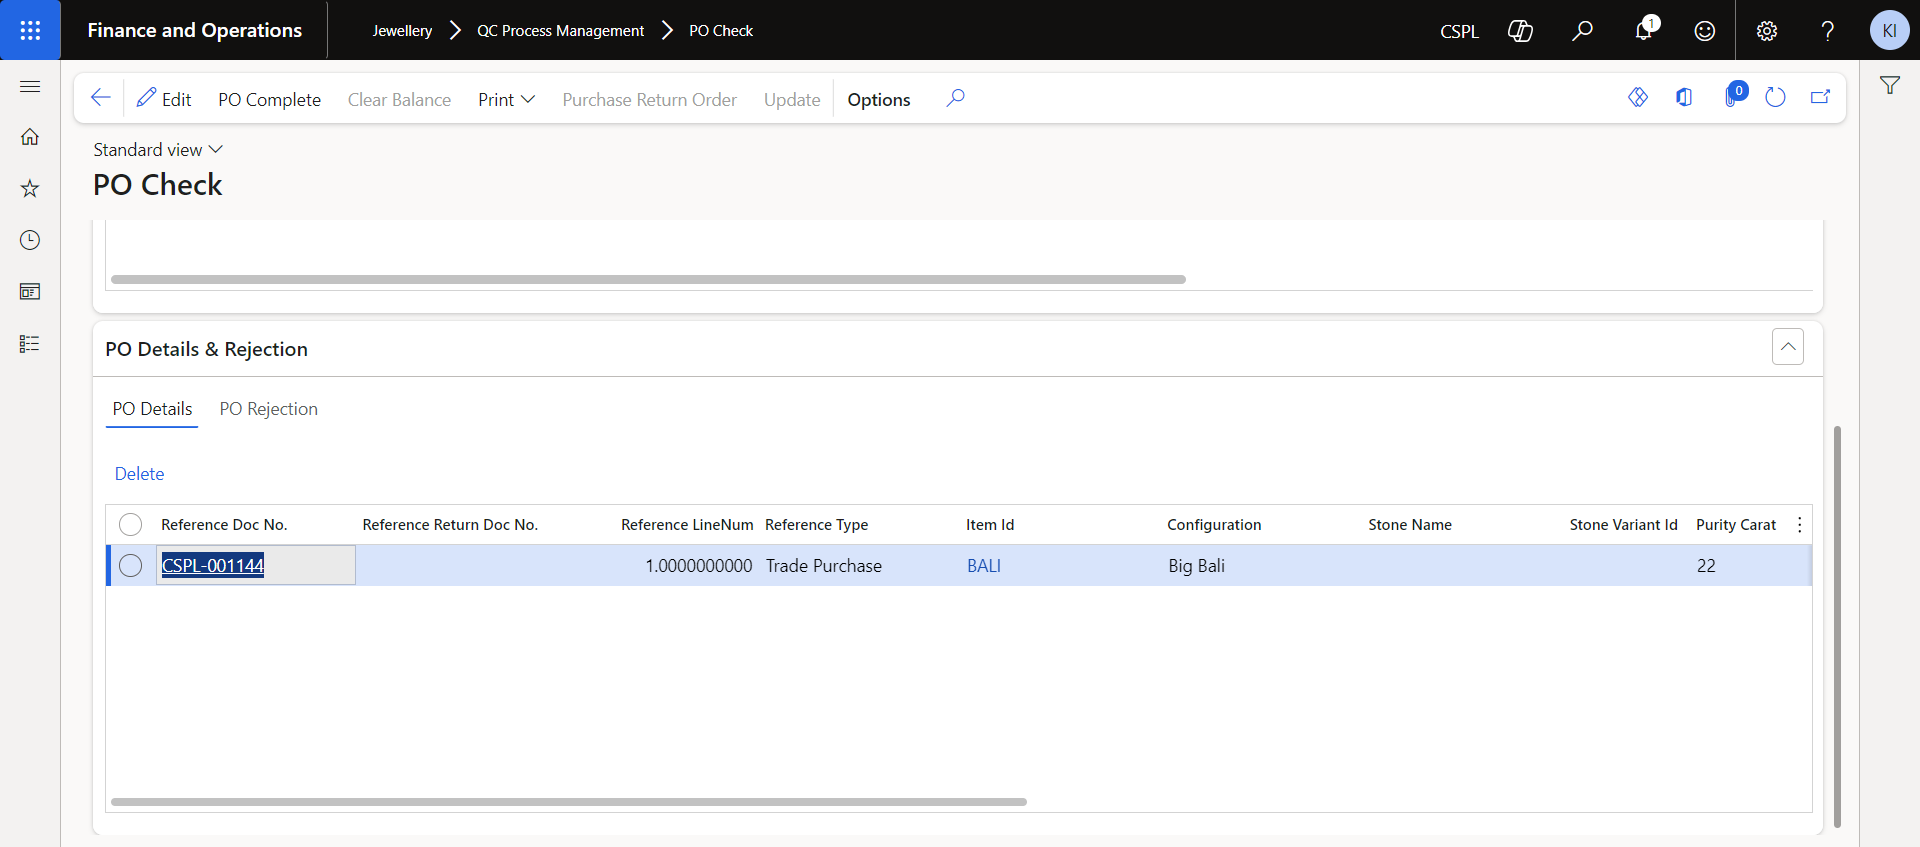 Finance and Operations
Jewellery
QC Process Management
PO Check
CSPL
1
?
KI
Edit
PO Complete
Clear Balance
Print
Purchase Return Order
Update
Options
0
Standard view
PO Check
PO Details & Rejection
PO Details
PO Rejection
Delete
Reference Doc No. Reference Return Doc No. Reference LineNum Reference Type Item Id Configuration Stone Name Stone Variant Id Purity Carat
CSPL-001144 1.0000000000 Trade Purchase BALI Big Bali 22